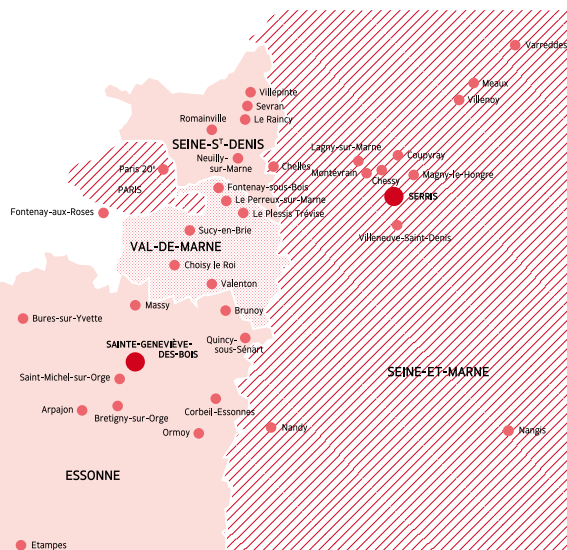 Varreddes
Meaux
Villenoy
Villepinte
Sevran
Le Raincy
Romainville
SEINE-Sᵀ-DENIS
Neuilly-
sur-Marne
Chelles
Lagny-sur-Marne
Coupvray
Montevrain
Chessy
Magny-le-Hongre
SERRIS
Villeneuve-Saint-Denis
Paris 20ᵉ
PARIS
Fontenay-sous-Bois
Le Perreux-sur-Marne
Le Plessis Trévise
Fontenay-aux-Roses
Sucy-en-Brie
VAL-DE-MARNE
Choisy le Roi
Valenton
Massy
Brunoy
Bures-sur-Yvette
SAINTE-GENEVIÈVE-
DES-BOIS
Quincy-
sous-Sénart
Saint-Michel-sur-Orge
SEINE-ET-MARNE
Arpajon
Bretigny-sur-Orge
Corbeil-Essonnes
Ormoy
Nandy
Nangis
ESSONNE
Etampes